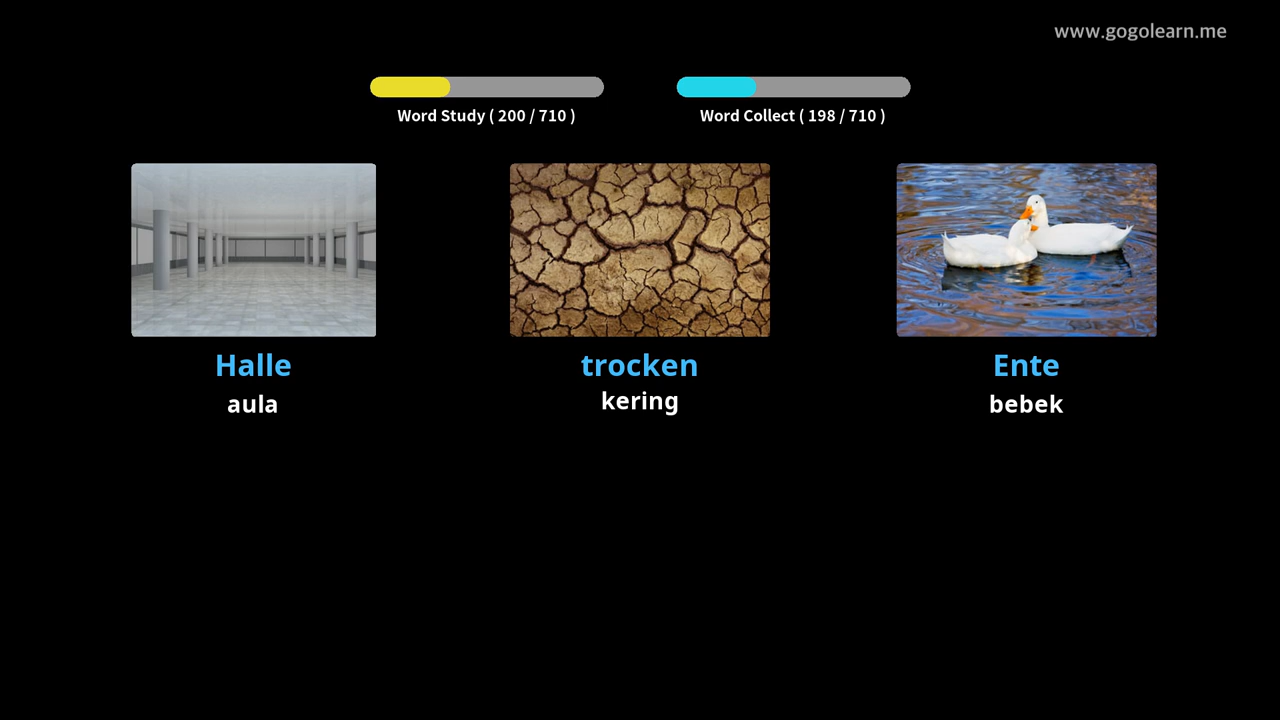 www.gogolearn.me
Word Study ( 200 / 710 )
Word Collect ( 198 / 710 )
Halle
aula
trocken
kering
Ente
bebek